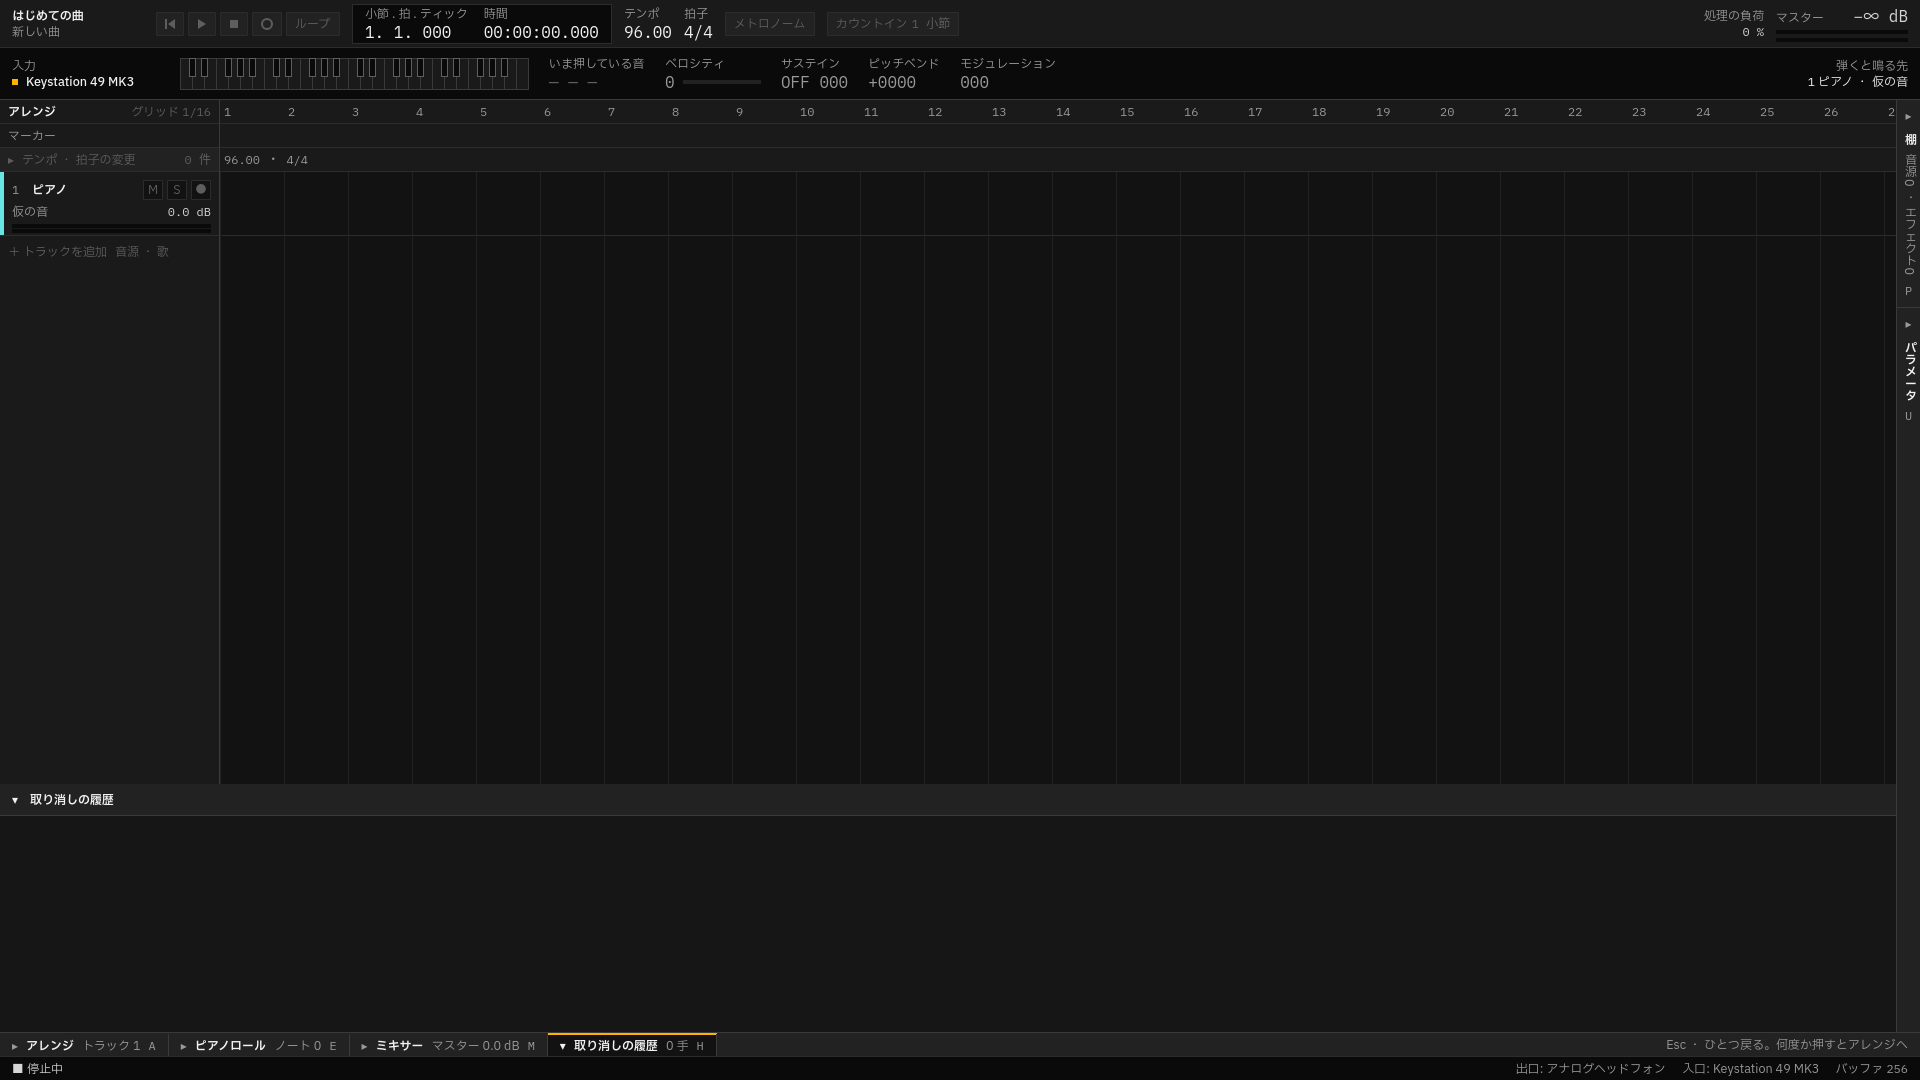 はじめての曲
新しい曲
ループ
小節 . 拍 . ティック 時間
1. 1. 000 00:00:00.000
テンポ 拍子
96.00 4/4
メトロノーム
カウントイン 1 小節
処理の負荷 マスター -∞ dB
0 %
入力
Keystation 49 MK3
いま押している音 ベロシティ サステイン ピッチベンド モジュレーション
— — — 0 OFF 000 +0000 000
弾くと鳴る先
1 ピアノ · 仮の音
アレンジ グリッド 1/16
1 2 3 4 5 6 7 8 9 10 11 12 13 14 15 16 17 18 19 20 21 22 23 24 25 26 2
マーカー
▸ テンポ · 拍子の変更 0 件
96.00 · 4/4
1 ピアノ M S
仮の音 0.0 dB
+ トラックを追加 音源 · 歌
▸ 棚 音源 0 · エフェクト 0 P
▸ パラメータ U
▾ 取り消しの履歴
▸ アレンジ トラック 1 A
▸ ピアノロール ノート 0 E
▸ ミキサー マスター 0.0 dB M
▾ 取り消しの履歴 0 手 H
Esc · ひとつ戻る。何度か押すとアレンジへ
■ 停止中
出口: アナログヘッドフォン 入口: Keystation 49 MK3 バッファ 256